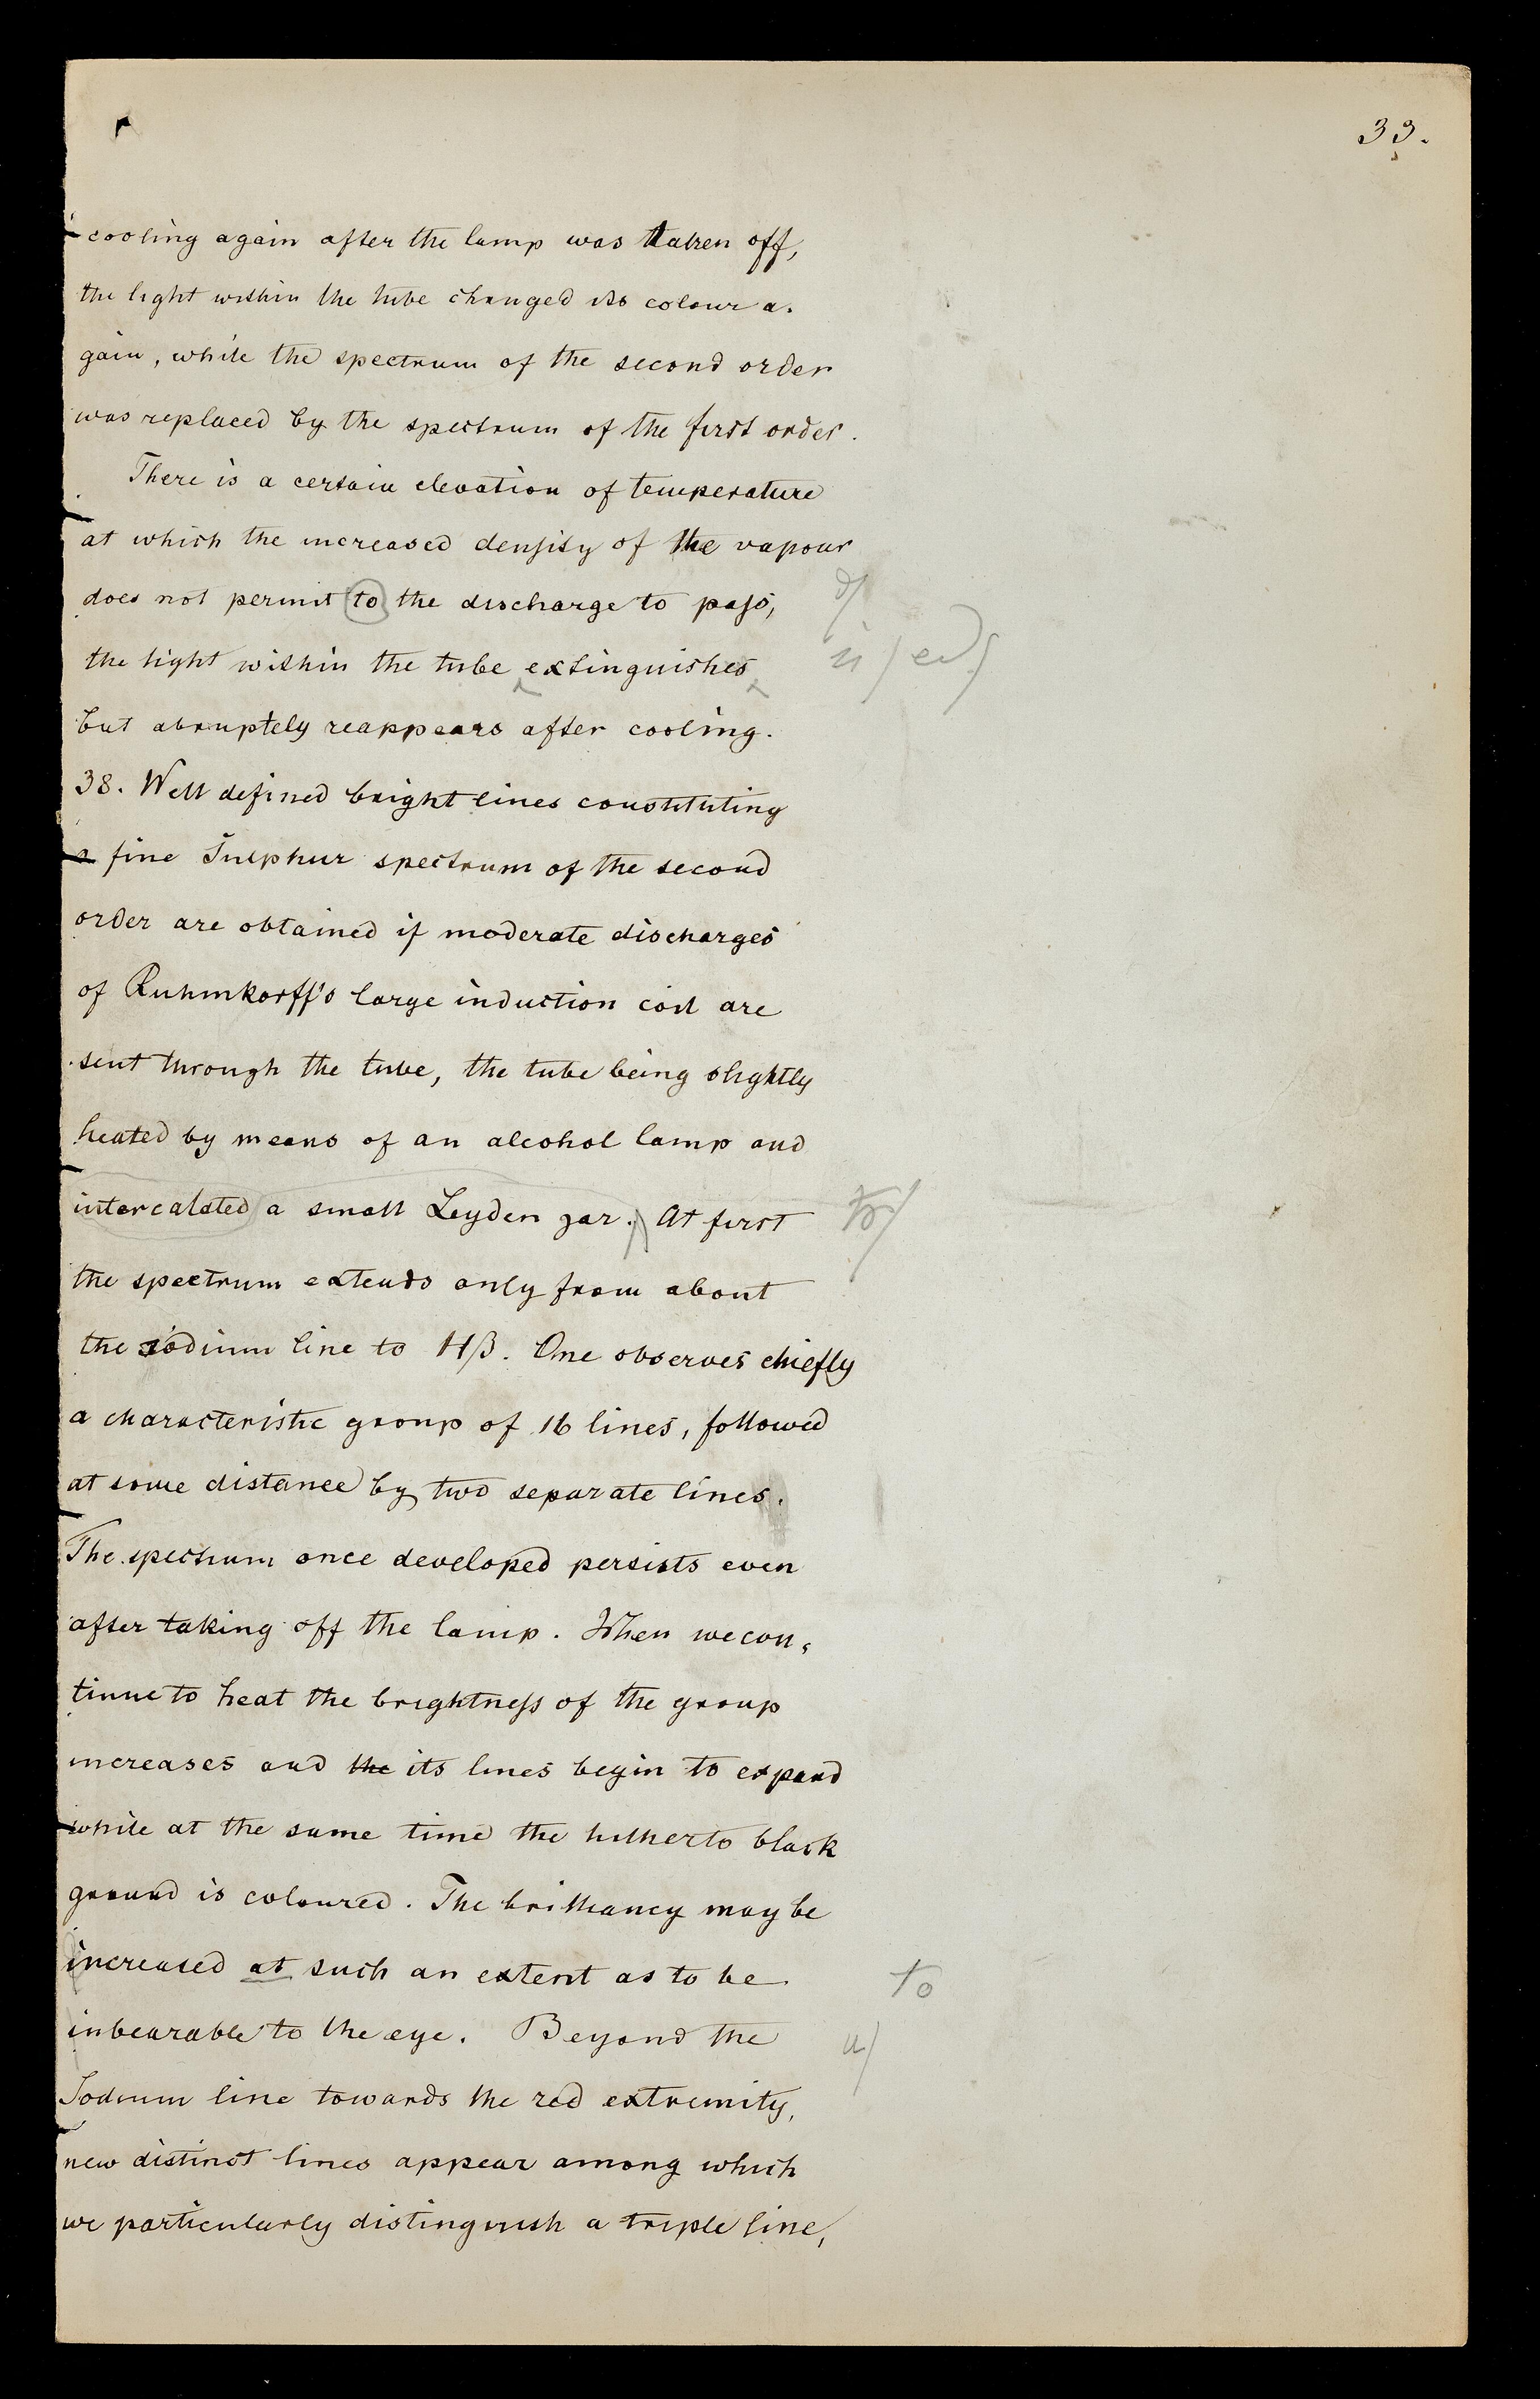 33.
cooling again after the lamp was taken off,
the light within the tube changed its colour a-
gain, while the spectrum of the second order
was replaced by the spectrum of the first order.
There is a certain elevation of temperature
at which the increased density of the vapour
does not permit to the discharge to pass,
the light within the tube extinguishes
is/ ed/
but abruptely reappears after cooling.
38. Well defined bright lines constituting
a fine Sulphur spectrum of the second
order are obtained if moderate discharges
of Ruhmkorff's large induction coil are
sent through the tube, the tube being slightly
heated by means of an alcohol lamp and
intercalated a small Leyden jar. At first
tr/
the spectrum extends only from about
the sodium line to Hβ. One observes chiefly
a characteristic group of 16 lines, followed
at some distance by two separate lines.
The spectrum once developed persists even
after taking off the lamp. When we con-
tinue to heat the brightness of the group
increases and the its lines begin to expand
while at the same time the hitherto black
ground is coloured. The brilliancy may be
increased at such an extent as to be
to
inbearable to the eye. Beyond the
u/
Sodium line towards the red extremity,
new distinct lines appear among which
we particularly distinguish a triple line,